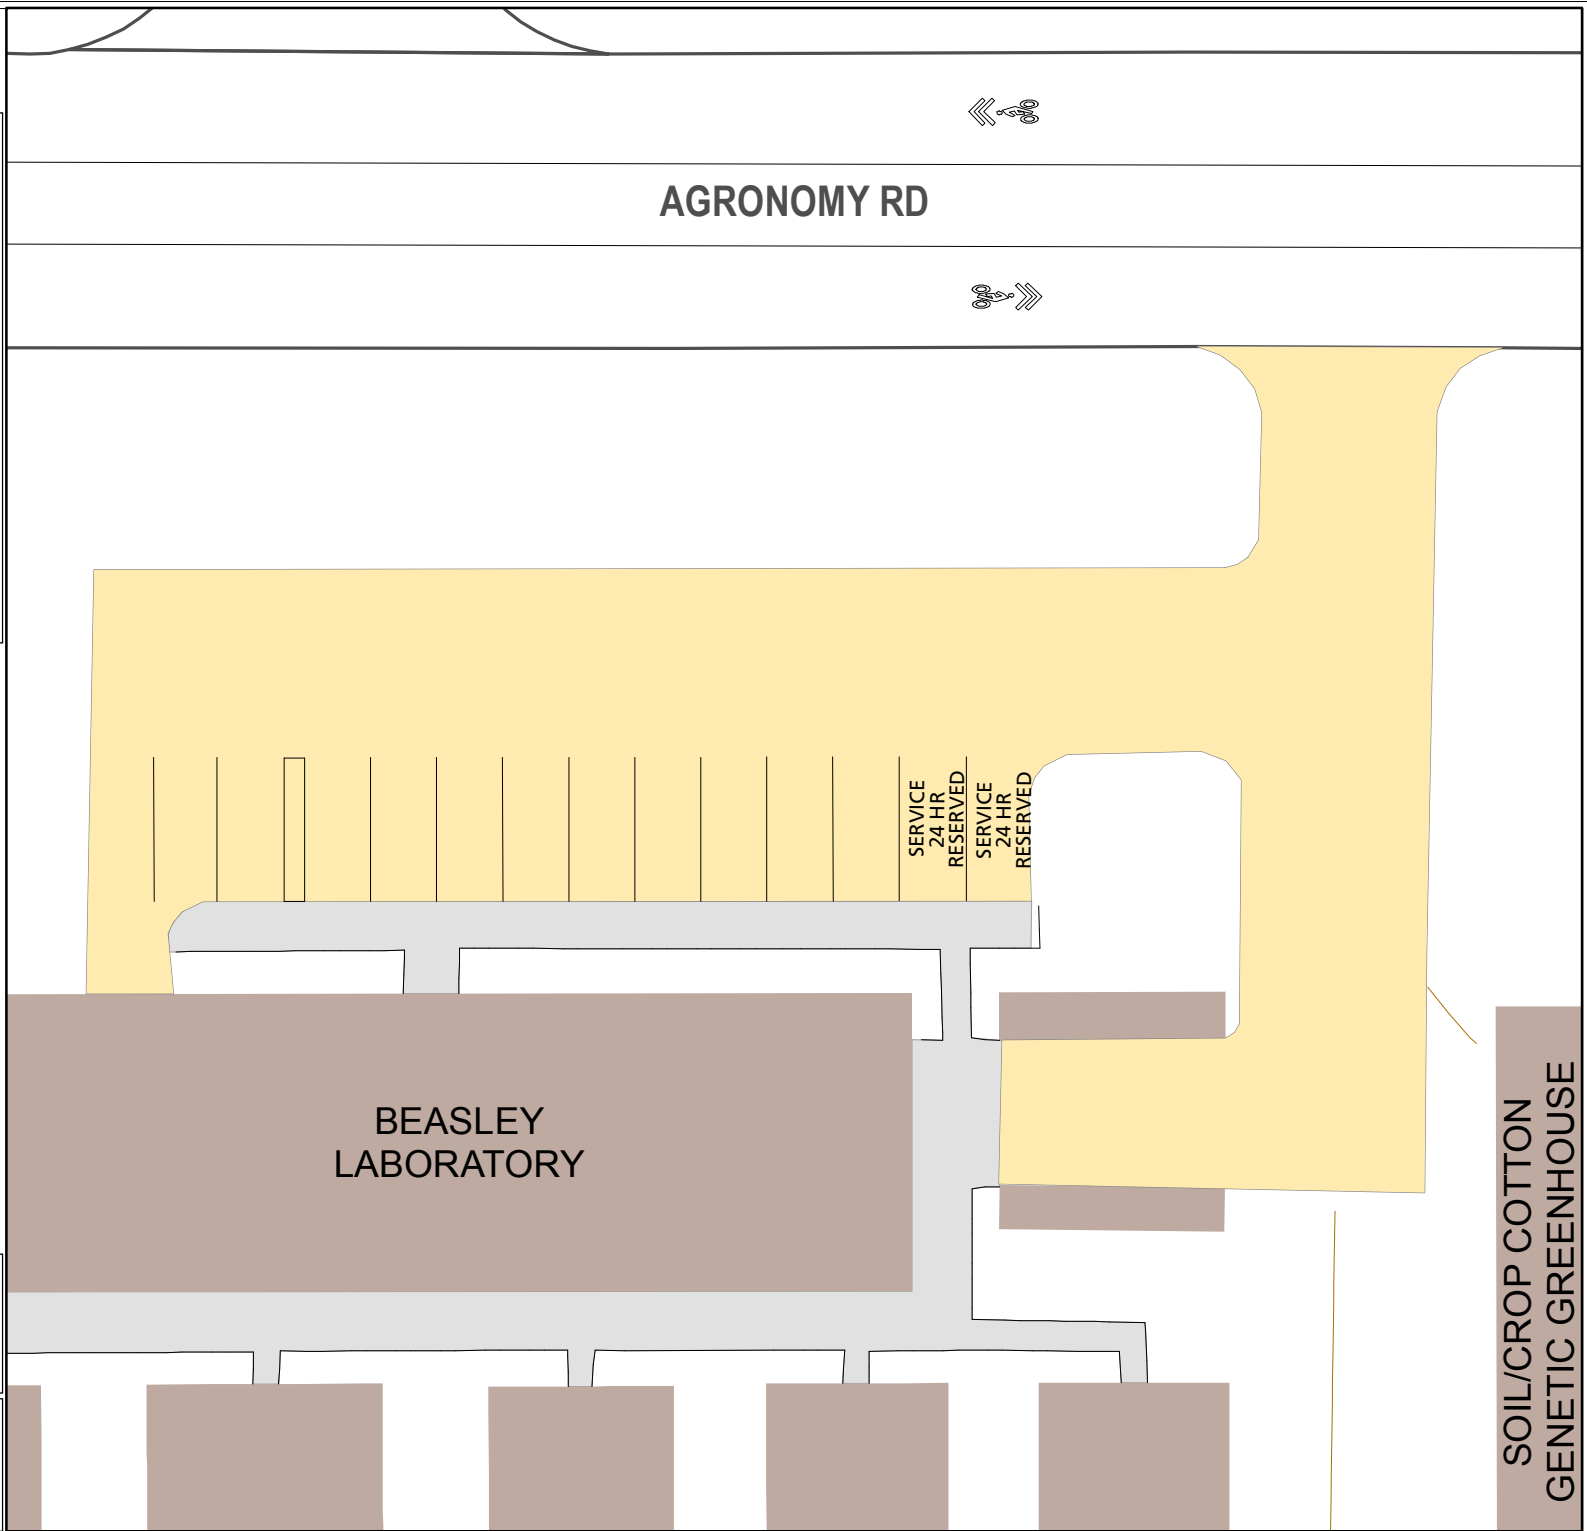 AGRONOMY RD
SERVICE
24 HR
RESERVED
SERVICE
24 HR
RESERVED
BEASLEY
LABORATORY
SOIL/CROP COTTON
GENETIC GREENHOUSE